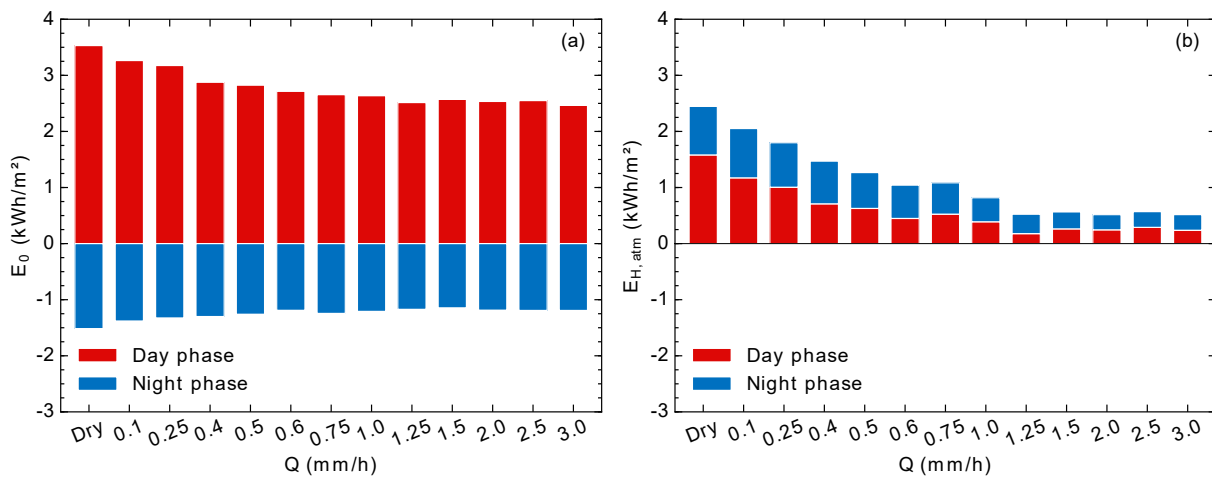 (a)
4
3
2
1
0
-1
-2
-3
E₀ (kWh/m²)
Day phase
Night phase
Dry 0.1 0.25 0.4 0.5 0.6 0.75 1.0 1.25 1.5 2.0 2.5 3.0
Q (mm/h)
(b)
4
3
2
1
0
-1
-2
-3
E_H, atm (kWh/m²)
Day phase
Night phase
Dry 0.1 0.25 0.4 0.5 0.6 0.75 1.0 1.25 1.5 2.0 2.5 3.0
Q (mm/h)